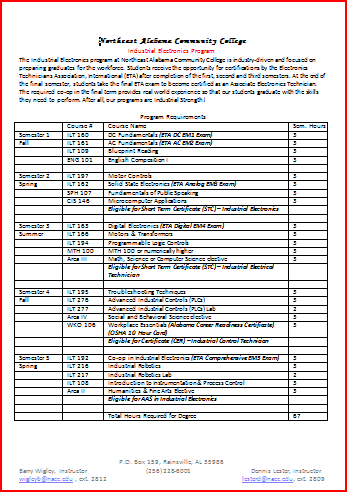 Northeast Alabama Community College
Industrial Electronics Program
The Industrial Electronics program at Northeast Alabama Community College is industry-driven and focused on
preparing graduates for the workforce. Students receive the opportunity for certifications by the Electronics
Technicians Association, International (ETA) after completion of the first, second and third semesters. At the end of
the final semester, students take the final ETA exam to become certified as an Associate Electronics Technician.
The required co-op in the final term provides real world experience so that our students graduate with the skills
they need to perform. After all, our programs are Industrial Strength!
Program Requirements
Course # Course Name Sem. Hours
Semester 1 ILT 160 DC Fundamentals (ETA DC EM1 Exam) 3
Fall ILT 161 AC Fundamentals (ETA AC EM2 Exam) 3
ILT 109 Blueprint Reading 3
ENG 101 English Composition I 3
Semester 2 ILT 197 Motor Controls 3
Spring ILT 162 Solid State Electronics (ETA Analog EM5 Exam) 3
SPH 107 Fundamentals of Public Speaking 3
CIS 146 Microcomputer Applications 3
Eligible for Short Term Certificate (STC) – Industrial Electronics
Semester 3 ILT 163 Digital Electronics (ETA Digital EM4 Exam) 3
Summer ILT 166 Motors & Transformers 3
ILT 194 Programmable Logic Controls 3
MTH 100 MTH 100 or numerically higher 3
Area III Math, Science or Computer Science elective 3
Eligible for Short Term Certificate (STC) – Industrial Electrical
Technician
Semester 4 ILT 195 Troubleshooting Techniques 3
Fall ILT 276 Advanced Industrial Controls (PLCs) 3
ILT 277 Advanced Industrial Controls (PLCs) Lab 2
Area IV Social and Behavioral Science elective 3
WKO 106 Workplace Essentials (Alabama Career Readiness Certificate) 3
(OSHA 10 Hour Card)
Eligible for Certificate (CER) – Industrial Control Technician
Semester 5 ILT 192 Co-op in Industrial Electronics (ETA Comprehensive EM3 Exam) 3
Spring ILT 216 Industrial Robotics 3
ILT 217 Industrial Robotics Lab 2
ILT 108 Introduction to Instrumentation & Process Control 3
Area II Humanities & Fine Arts Elective 3
Eligible for AAS in Industrial Electronics
Total Hours Required for Degree 67
P.O. Box 159, Rainsville, AL 35986
Barry Wigley, Instructor (256) 228-6001 Dennis Lester, Instructor
wigleyb@nacc.edu, ext. 2812 lesterd@nacc.edu, ext. 2809